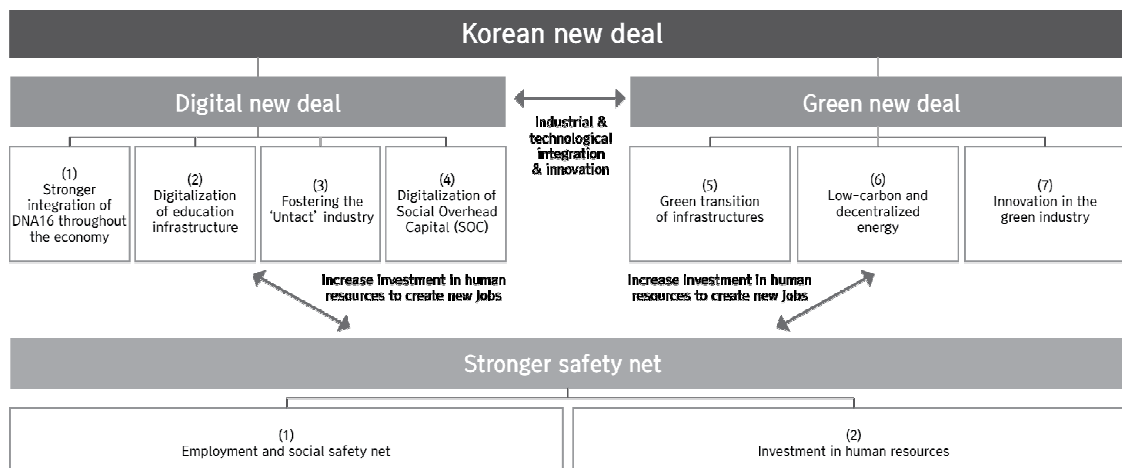 Korean new deal
Digital new deal
Green new deal
Industrial &
technological
integration
& innovation
(1)
Stronger
integration of
DNA16 throughout
the economy
(2)
Digitalization
of education
infrastructure
(3)
Fostering the
‘Untact’ industry
(4)
Digitalization of
Social Overhead
Capital (SOC)
(5)
Green transition
of infrastructures
(6)
Low-carbon and
decentralized
energy
(7)
Innovation in the
green industry
Increase investment in human
resources to create new jobs
Increase investment in human
resources to create new jobs
Stronger safety net
(1)
Employment and social safety net
(2)
Investment in human resources